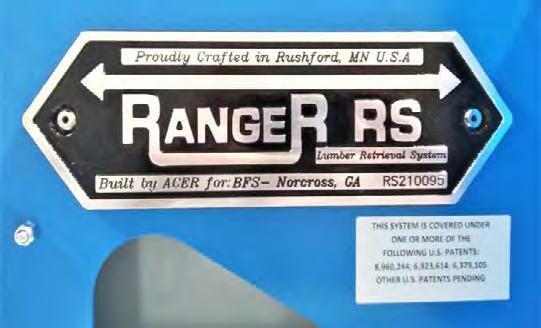 Proudly Crafted in Rushford, MN U.S.A
RANGER RS
Lumber Retrieval System
Built by ACER for: BFS- Norcross, GA RS210095
THIS SYSTEM IS COVERED UNDER
ONE OR MORE OF THE
FOLLOWING U.S. PATENTS:
8,960,244; 6,923,614; 6,379,105
OTHER U.S. PATENTS PENDING